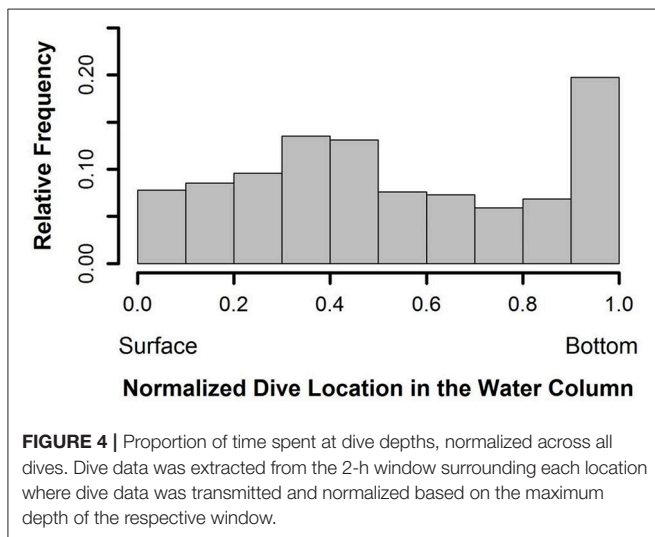 Relative Frequency
0.20
0.10
0.00
0.0 0.2 0.4 0.6 0.8 1.0
Surface Bottom
Normalized Dive Location in the Water Column
FIGURE 4 | Proportion of time spent at dive depths, normalized across all
dives. Dive data was extracted from the 2-h window surrounding each location
where dive data was transmitted and normalized based on the maximum
depth of the respective window.